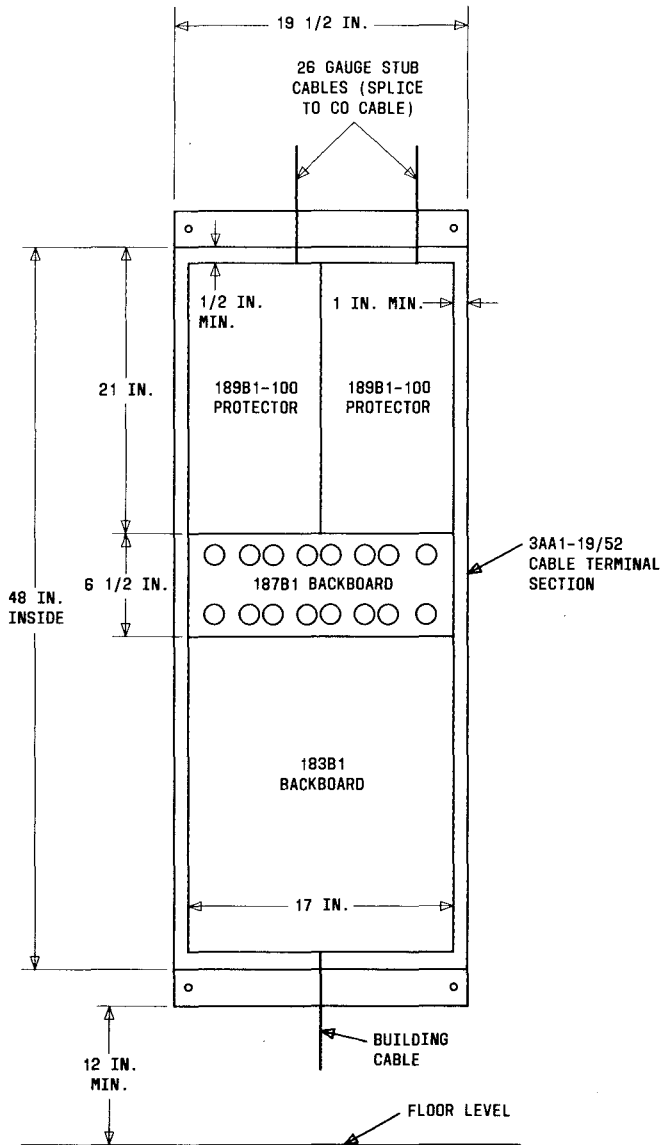 19 1/2 IN.
26 GAUGE STUB
CABLES (SPLICE
TO CO CABLE)
1/2 IN.
MIN.
1 IN. MIN.
21 IN.
189B1-100
PROTECTOR
189B1-100
PROTECTOR
3AA1-19/52
CABLE TERMINAL
SECTION
6 1/2 IN.
187B1 BACKBOARD
48 IN.
INSIDE
183B1
BACKBOARD
17 IN.
BUILDING
CABLE
12 IN.
MIN.
FLOOR LEVEL